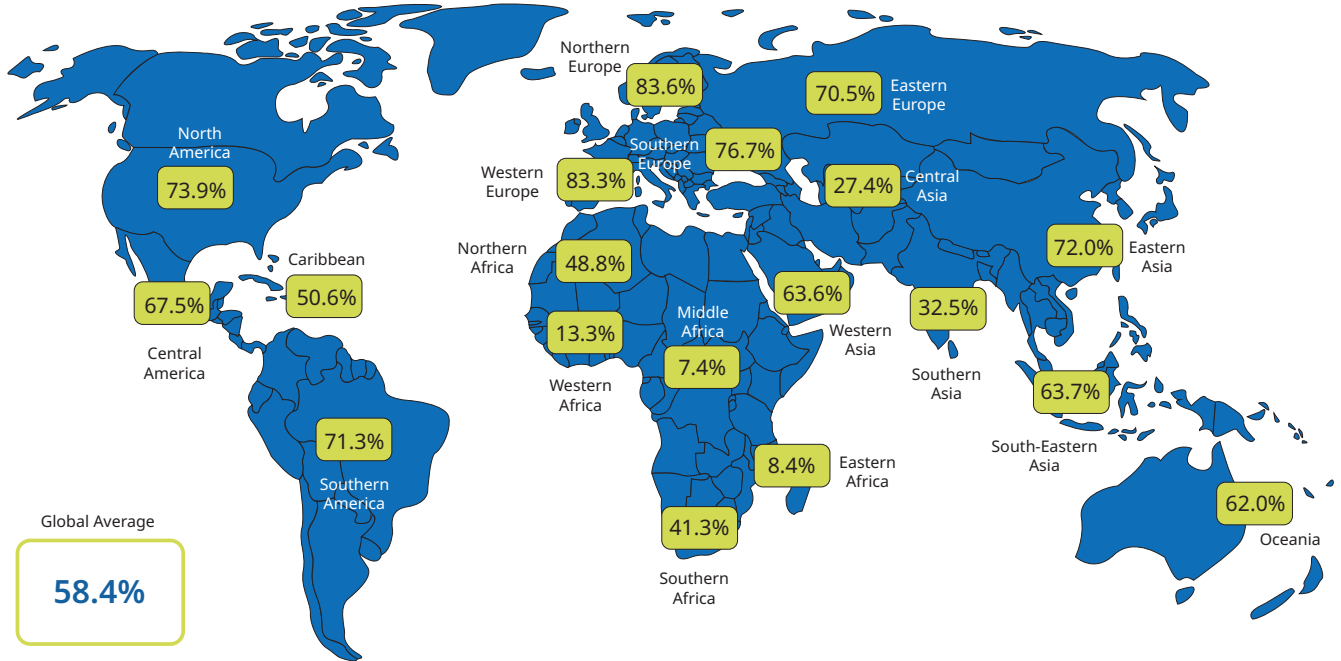 North
America
73.9%
Caribbean
50.6%
67.5%
Central
America
71.3%
Southern
America
Global Average
58.4%
Northern
Europe
83.6%
70.5%
Eastern
Europe
Southern
Europe
76.7%
Western
Europe
83.3%
27.4%
Central
Asia
72.0%
Eastern
Asia
Northern
Africa
48.8%
63.6%
Western
Asia
32.5%
Southern
Asia
13.3%
Western
Africa
Middle
Africa
7.4%
63.7%
South-Eastern
Asia
8.4%
Eastern
Africa
41.3%
Southern
Africa
62.0%
Oceania